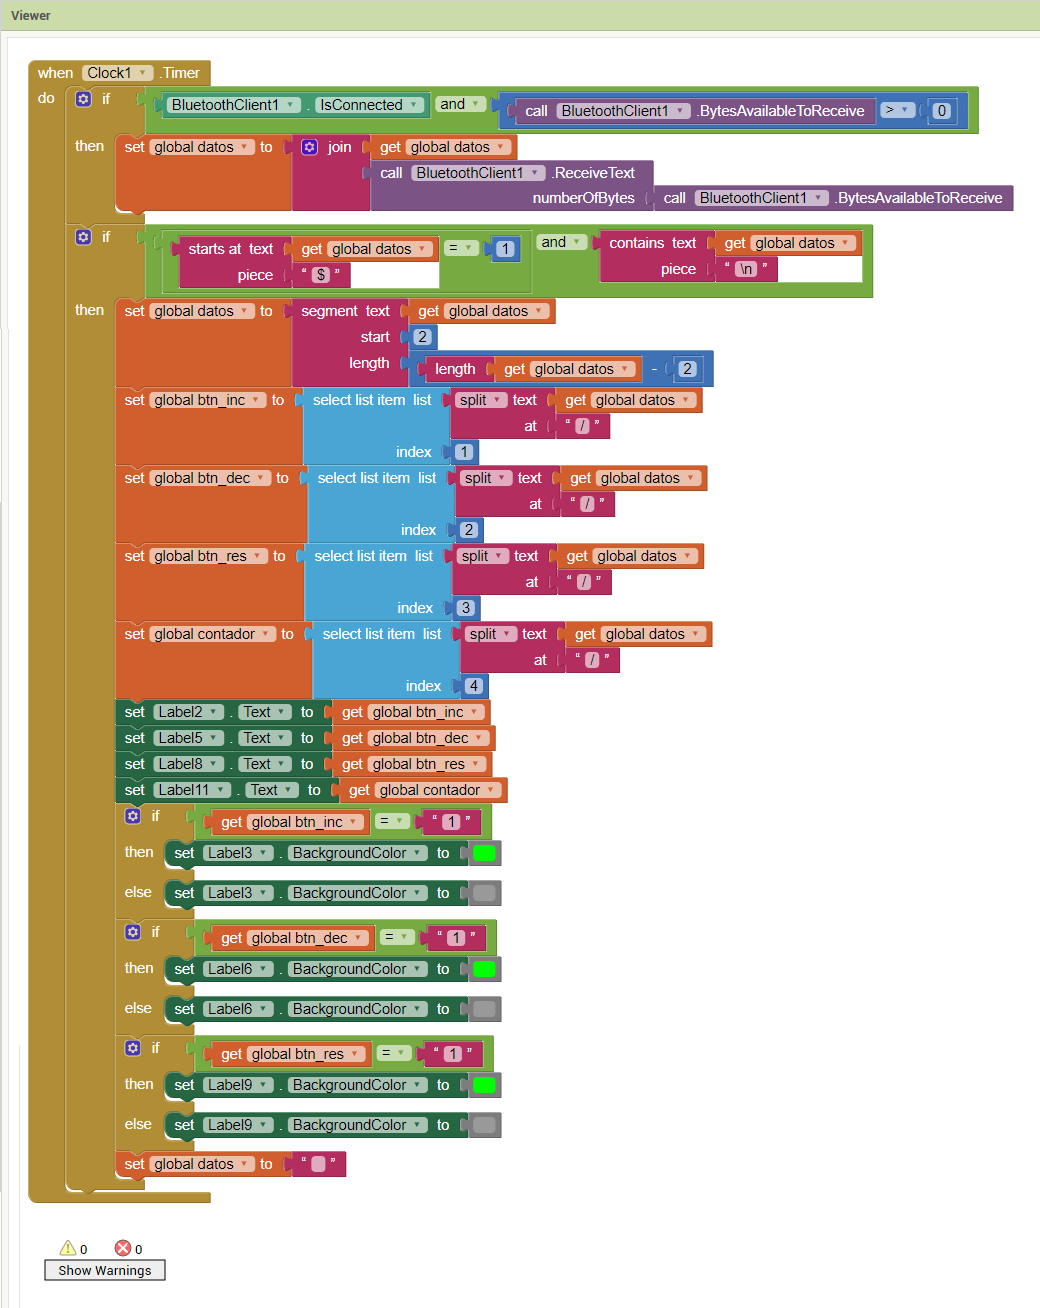 Viewer
when Clock1 .Timer
do if BluetoothClient1 . IsConnected and call BluetoothClient1 .BytesAvailableToReceive > 0
then set global datos to join get global datos
call BluetoothClient1 .ReceiveText
numberOfBytes call BluetoothClient1 .BytesAvailableToReceive
if starts at text get global datos = 1 and contains text get global datos
piece “ $ ” piece “ \n ”
then set global datos to segment text get global datos
start 2
length length get global datos - 2
set global btn_inc to select list item list split text get global datos
at “ / ”
index 1
set global btn_dec to select list item list split text get global datos
at “ / ”
index 2
set global btn_res to select list item list split text get global datos
at “ / ”
index 3
set global contador to select list item list split text get global datos
at “ / ”
index 4
set Label2 . Text to get global btn_inc
set Label5 . Text to get global btn_dec
set Label8 . Text to get global btn_res
set Label11 . Text to get global contador
if get global btn_inc = “ 1 ”
then set Label3 . BackgroundColor to
else set Label3 . BackgroundColor to
if get global btn_dec = “ 1 ”
then set Label6 . BackgroundColor to
else set Label6 . BackgroundColor to
if get global btn_res = “ 1 ”
then set Label9 . BackgroundColor to
else set Label9 . BackgroundColor to
set global datos to “ ”
0 0
Show Warnings